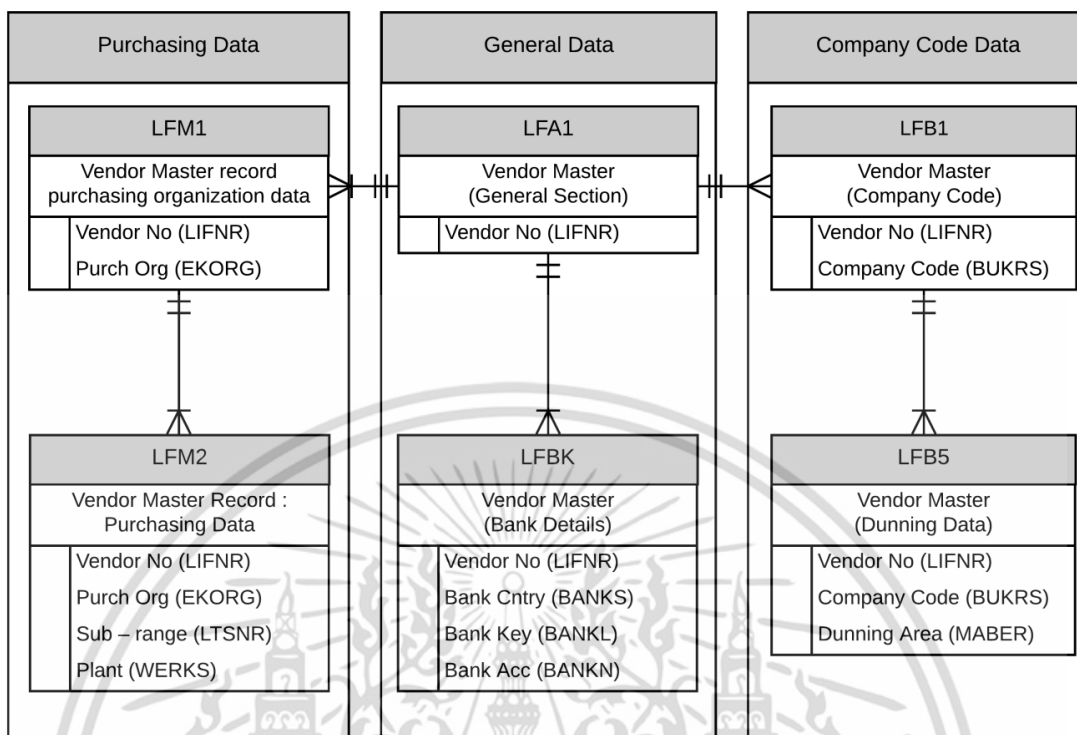 Purchasing Data
General Data
Company Code Data
LFM1
Vendor Master record
purchasing organization data
Vendor No (LIFNR)
Purch Org (EKORG)
LFA1
Vendor Master
(General Section)
Vendor No (LIFNR)
LFB1
Vendor Master
(Company Code)
Vendor No (LIFNR)
Company Code (BUKRS)
LFM2
Vendor Master Record :
Purchasing Data
Vendor No (LIFNR)
Purch Org (EKORG)
Sub – range (LTSNR)
Plant (WERKS)
LFBK
Vendor Master
(Bank Details)
Vendor No (LIFNR)
Bank Cntry (BANKS)
Bank Key (BANKL)
Bank Acc (BANKN)
LFB5
Vendor Master
(Dunning Data)
Vendor No (LIFNR)
Company Code (BUKRS)
Dunning Area (MABER)